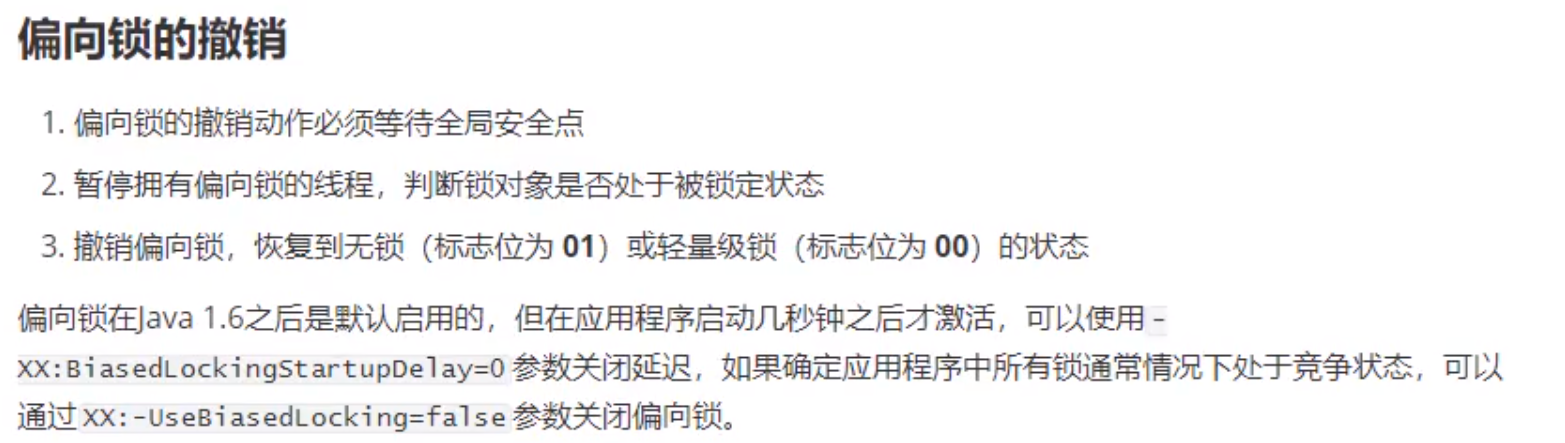 偏向锁的撤销
1. 偏向锁的撤销动作必须等待全局安全点
2. 暂停拥有偏向锁的线程，判断锁对象是否处于被锁定状态
3. 撤销偏向锁，恢复到无锁（标志位为 01）或轻量级锁（标志位为 00）的状态
偏向锁在Java 1.6之后是默认启用的，但在应用程序启动几秒钟之后才激活，可以使用 -
XX:BiasedLockingStartupDelay=0 参数关闭延迟，如果确定应用程序中所有锁通常情况下处于竞争状态，可以
通过 XX:-UseBiasedLocking=false 参数关闭偏向锁。